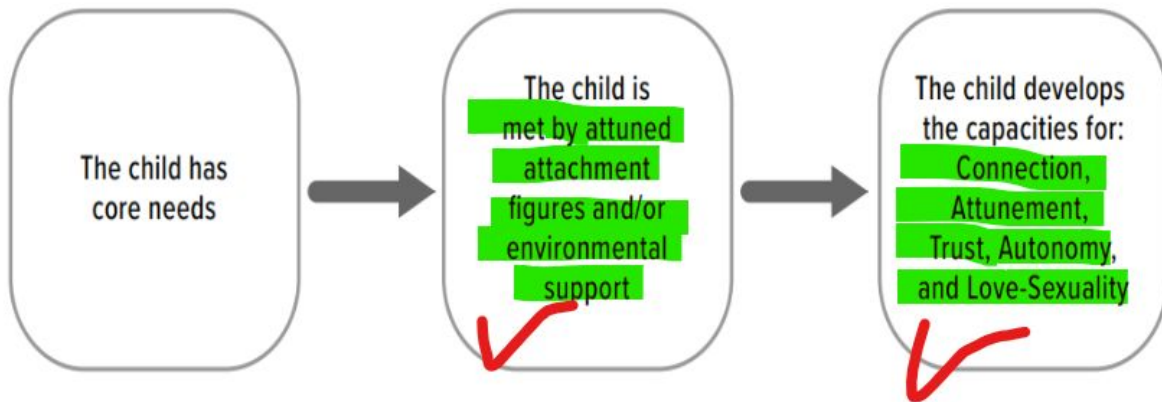 The child has
core needs
The child is
met by attuned
attachment
figures and/or
environmental
support
The child develops
the capacities for:
Connection,
Attunement,
Trust, Autonomy,
and Love-Sexuality